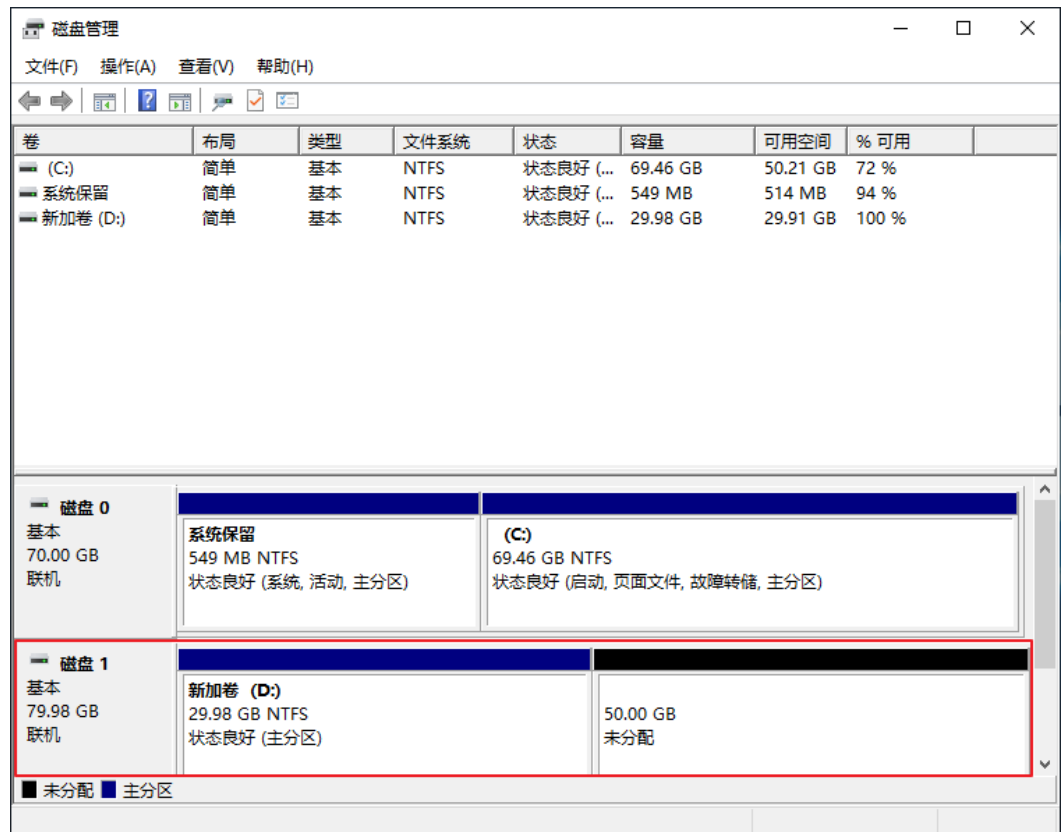 磁盘管理
文件(F) 操作(A) 查看(V) 帮助(H)
卷 布局 类型 文件系统 状态 容量 可用空间 % 可用
(C:) 简单 基本 NTFS 状态良好 (... 69.46 GB 50.21 GB 72 %
系统保留 简单 基本 NTFS 状态良好 (... 549 MB 514 MB 94 %
新加卷 (D:) 简单 基本 NTFS 状态良好 (... 29.98 GB 29.91 GB 100 %
磁盘 0
基本
70.00 GB
联机
系统保留
549 MB NTFS
状态良好 (系统, 活动, 主分区)
(C:)
69.46 GB NTFS
状态良好 (启动, 页面文件, 故障转储, 主分区)
磁盘 1
基本
79.98 GB
联机
新加卷 (D:)
29.98 GB NTFS
状态良好 (主分区)
50.00 GB
未分配
未分配 主分区